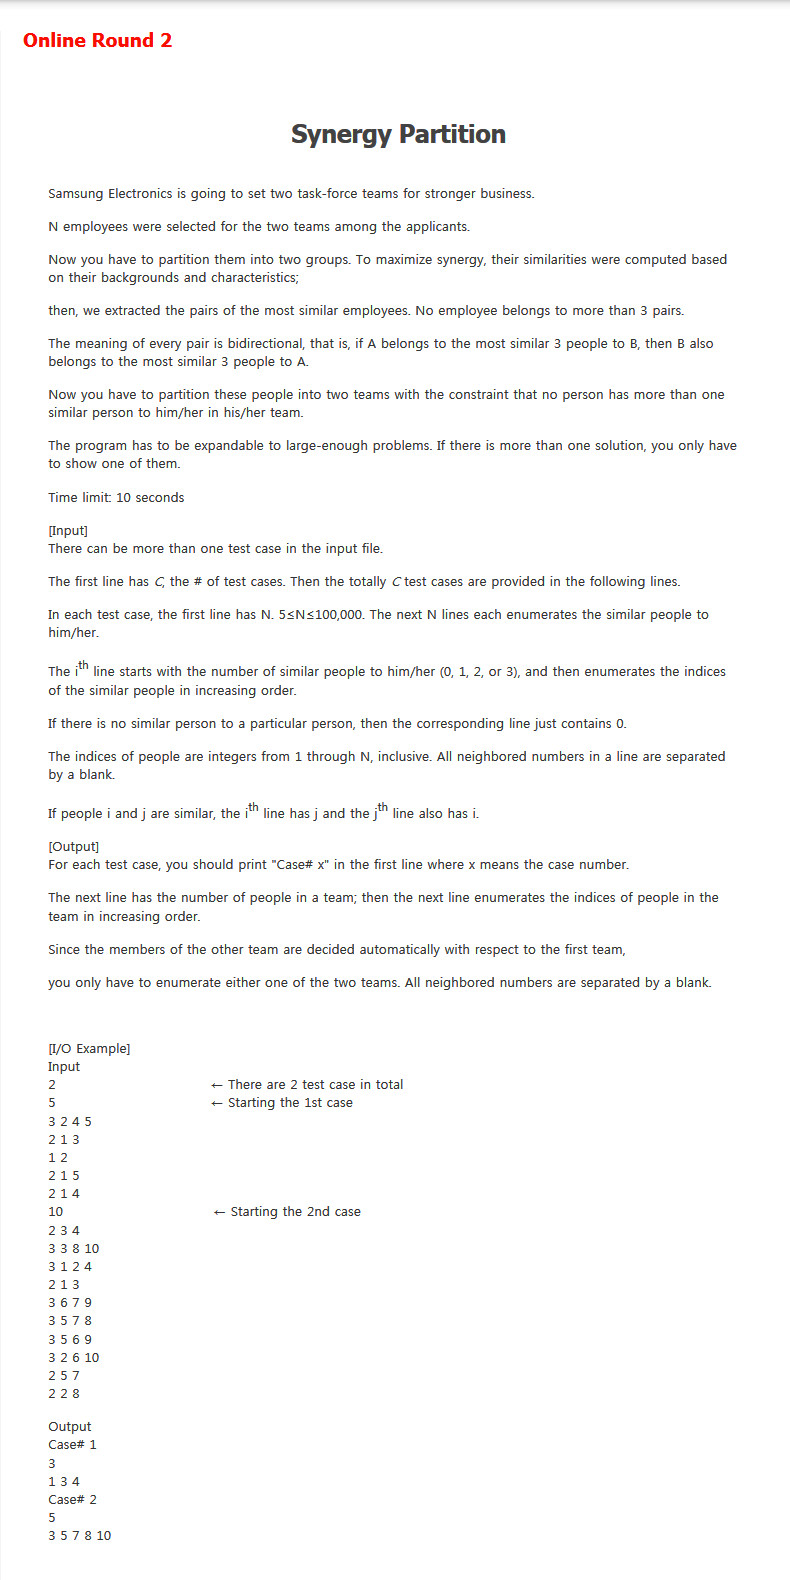 Online Round 2
Synergy Partition
Samsung Electronics is going to set two task-force teams for stronger business.
N employees were selected for the two teams among the applicants.
Now you have to partition them into two groups. To maximize synergy, their similarities were computed based
on their backgrounds and characteristics;
then, we extracted the pairs of the most similar employees. No employee belongs to more than 3 pairs.
The meaning of every pair is bidirectional, that is, if A belongs to the most similar 3 people to B, then B also
belongs to the most similar 3 people to A.
Now you have to partition these people into two teams with the constraint that no person has more than one
similar person to him/her in his/her team.
The program has to be expandable to large-enough problems. If there is more than one solution, you only have
to show one of them.
Time limit: 10 seconds
[Input]
There can be more than one test case in the input file.
The first line has C, the # of test cases. Then the totally C test cases are provided in the following lines.
In each test case, the first line has N. 5≤N≤100,000. The next N lines each enumerates the similar people to
him/her.
The ith line starts with the number of similar people to him/her (0, 1, 2, or 3), and then enumerates the indices
of the similar people in increasing order.
If there is no similar person to a particular person, then the corresponding line just contains 0.
The indices of people are integers from 1 through N, inclusive. All neighbored numbers in a line are separated
by a blank.
If people i and j are similar, the ith line has j and the jth line also has i.
[Output]
For each test case, you should print "Case# x" in the first line where x means the case number.
The next line has the number of people in a team; then the next line enumerates the indices of people in the
team in increasing order.
Since the members of the other team are decided automatically with respect to the first team,
you only have to enumerate either one of the two teams. All neighbored numbers are separated by a blank.
[I/O Example]
Input
2 ← There are 2 test case in total
5 ← Starting the 1st case
3 2 4 5
2 1 3
1 2
2 1 5
2 1 4
10 ← Starting the 2nd case
2 3 4
3 3 8 10
3 1 2 4
2 1 3
3 6 7 9
3 5 7 8
3 5 6 9
3 2 6 10
2 5 7
2 2 8
Output
Case# 1
3
1 3 4
Case# 2
5
3 5 7 8 10